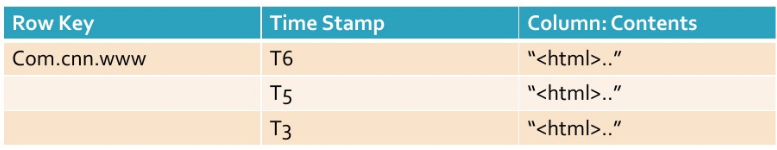 Row Key Time Stamp Column: Contents
Com.cnn.www T6 “<html>..”
T5 “<html>..”
T3 “<html>..”